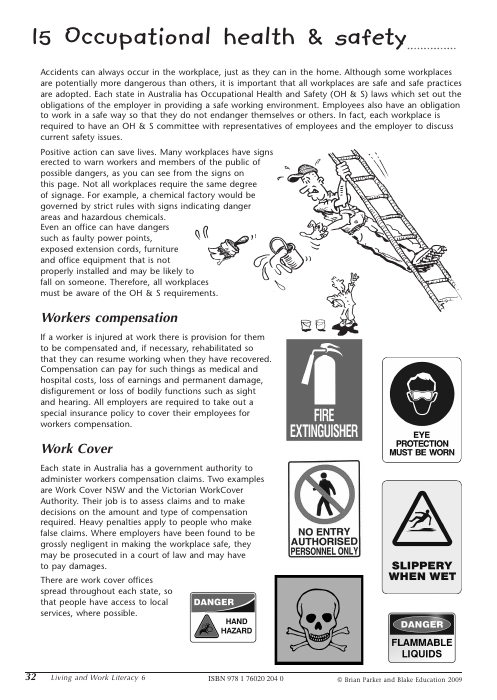 15 Occupational health & safety
Accidents can always occur in the workplace, just as they can in the home. Although some workplaces
are potentially more dangerous than others, it is important that all workplaces are safe and safe practices
are adopted. Each state in Australia has Occupational Health and Safety (OH & S) laws which set out the
obligations of the employer in providing a safe working environment. Employees also have an obligation
to work in a safe way so that they do not endanger themselves or others. In fact, each workplace is
required to have an OH & S committee with representatives of employees and the employer to discuss
current safety issues.
Positive action can save lives. Many workplaces have signs
erected to warn workers and members of the public of
possible dangers, as you can see from the signs on
this page. Not all workplaces require the same degree
of signage. For example, a chemical factory would be
governed by strict rules with signs indicating danger
areas and hazardous chemicals.
Even an office can have dangers
such as faulty power points,
exposed extension cords, furniture
and office equipment that is not
properly installed and may be likely to
fall on someone. Therefore, all workplaces
must be aware of the OH & S requirements.
Workers compensation
If a worker is injured at work there is provision for them
to be compensated and, if necessary, rehabilitated so
that they can resume working when they have recovered.
Compensation can pay for such things as medical and
hospital costs, loss of earnings and permanent damage,
disfigurement or loss of bodily functions such as sight
and hearing. All employers are required to take out a
special insurance policy to cover their employees for
workers compensation.
Work Cover
Each state in Australia has a government authority to
administer workers compensation claims. Two examples
are Work Cover NSW and the Victorian WorkCover
Authority. Their job is to assess claims and to make
decisions on the amount and type of compensation
required. Heavy penalties apply to people who make
false claims. Where employers have been found to be
grossly negligent in making the workplace safe, they
may be prosecuted in a court of law and may have
to pay damages.
There are work cover offices
spread throughout each state, so
that people have access to local
services, where possible.
FIRE
EXTINGUISHER
EYE
PROTECTION
MUST BE WORN
NO ENTRY
AUTHORISED
PERSONNEL ONLY
SLIPPERY
WHEN WET
DANGER
HAND
HAZARD
DANGER
FLAMMABLE
LIQUIDS
32 Living and Work Literacy 6
ISBN 978 1 76020 204 0
© Brian Parker and Blake Education 2009